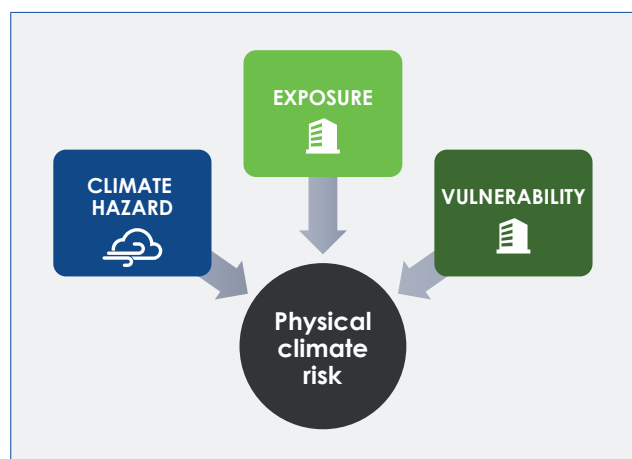 EXPOSURE
CLIMATE
HAZARD
VULNERABILITY
Physical
climate
risk